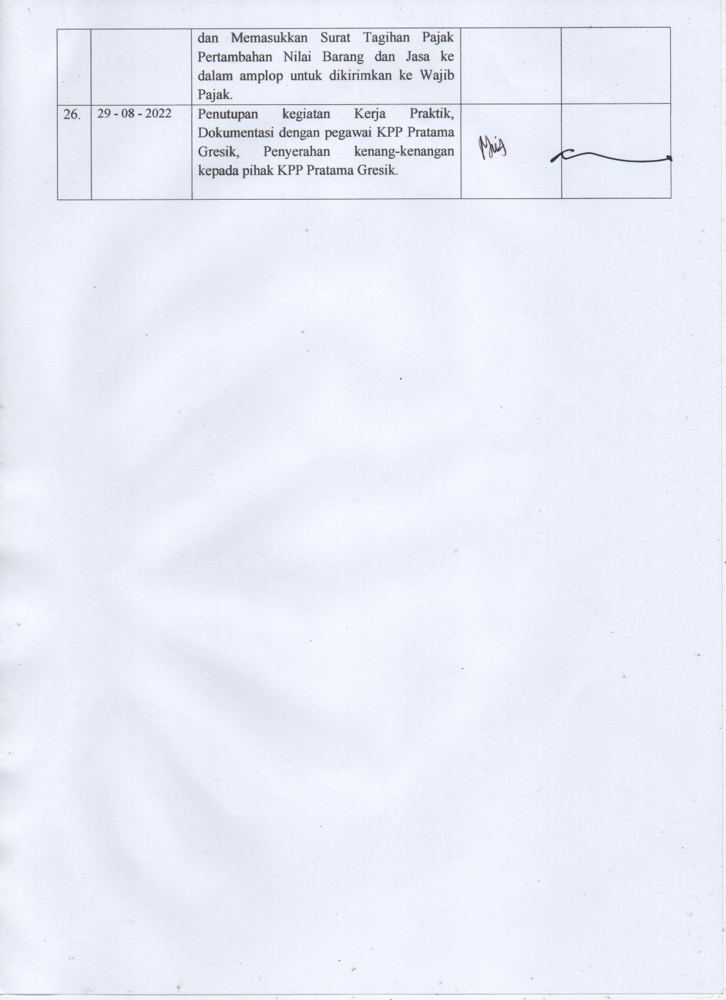 dan Memasukkan Surat Tagihan Pajak
Pertambahan Nilai Barang dan Jasa ke
dalam amplop untuk dikirimkan ke Wajib
Pajak.
26. 29 - 08 - 2022 Penutupan kegiatan Kerja Praktik,
Dokumentasi dengan pegawai KPP Pratama
Gresik, Penyerahan kenang-kenangan
kepada pihak KPP Pratama Gresik.